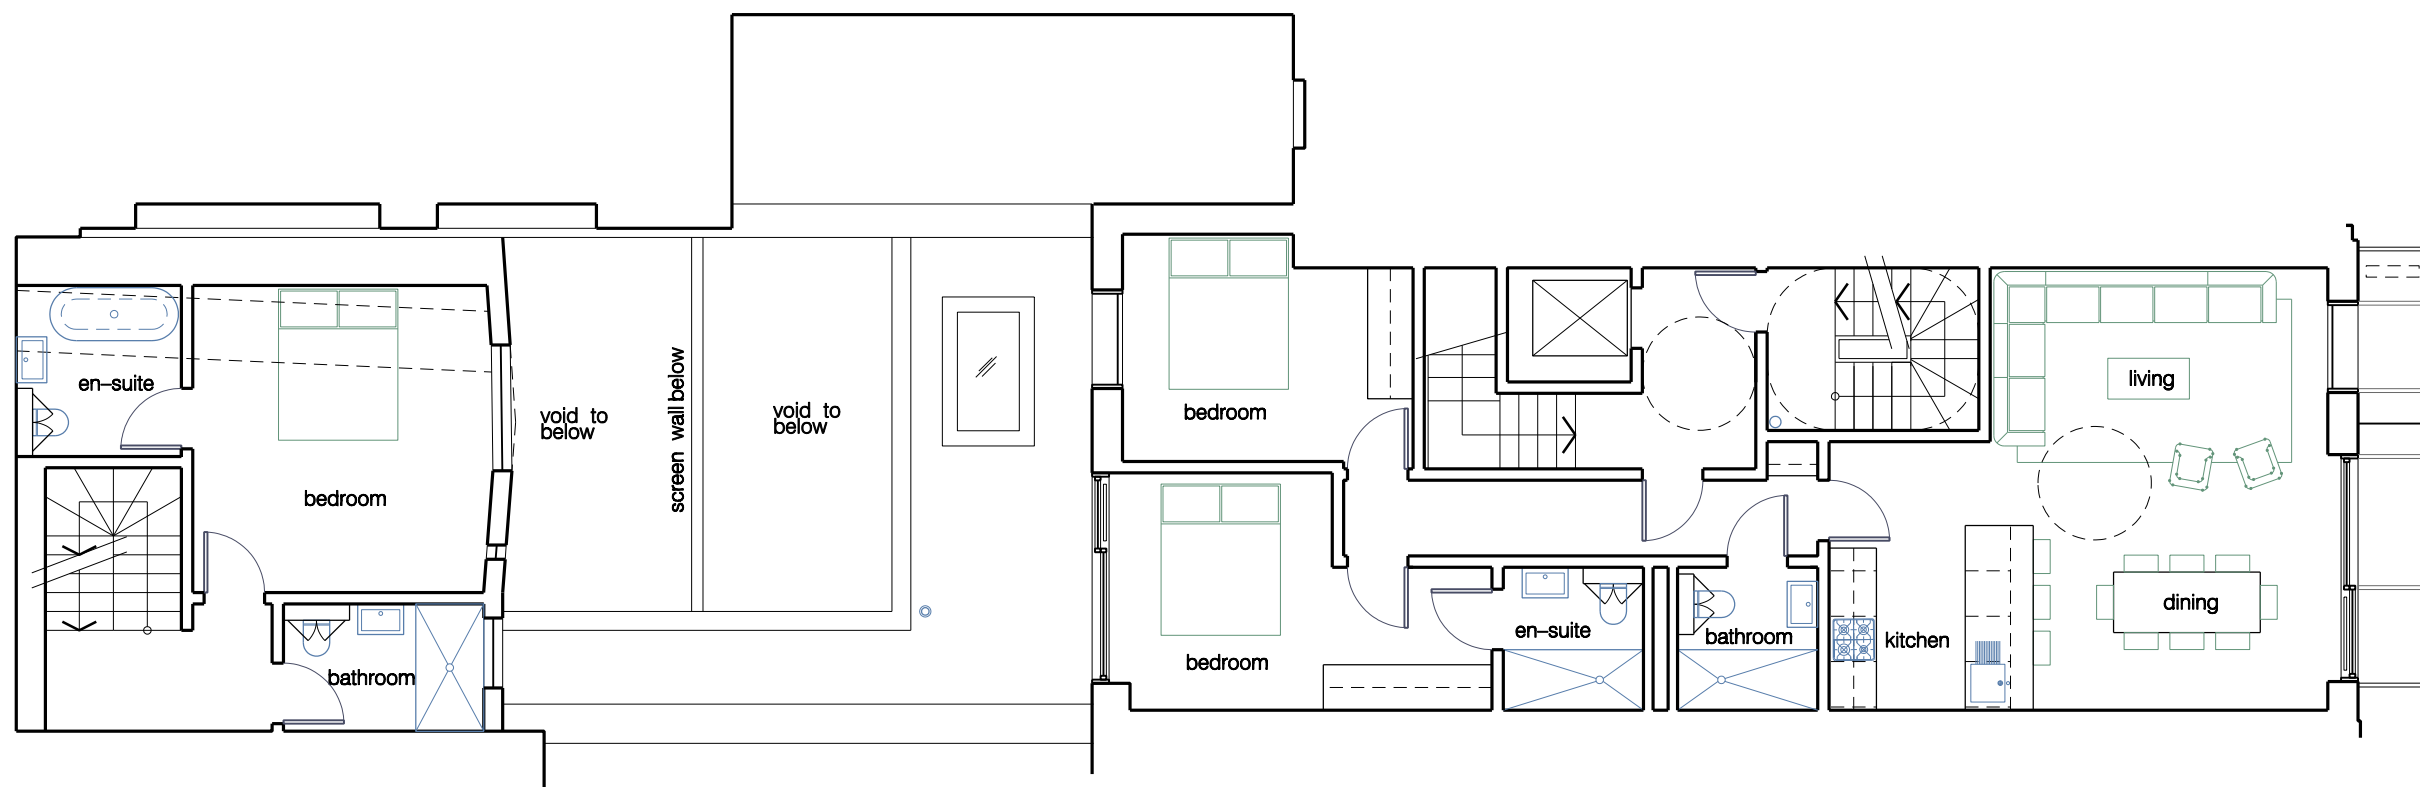 en-suite
bedroom
bathroom
void to
below
screen wall below
void to
below
bedroom
bedroom
en-suite
bathroom
kitchen
living
dining